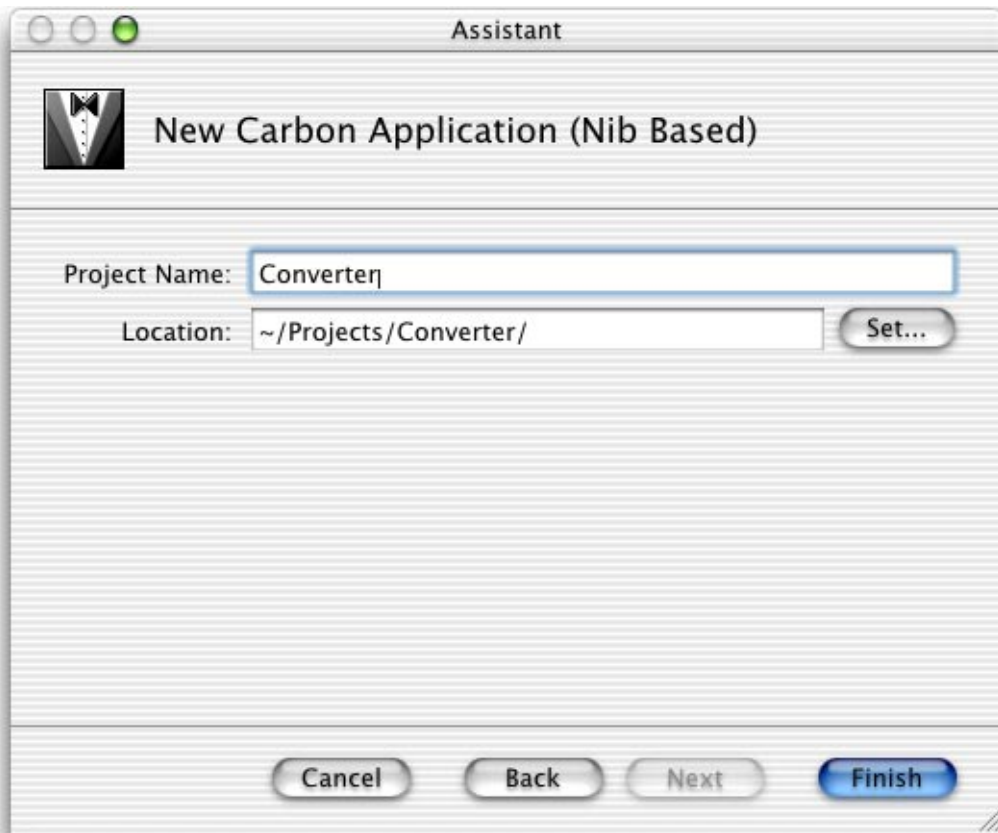 Assistant
New Carbon Application (Nib Based)
Project Name: Converter
Location: ~/Projects/Converter/ Set...
Cancel Back Next Finish